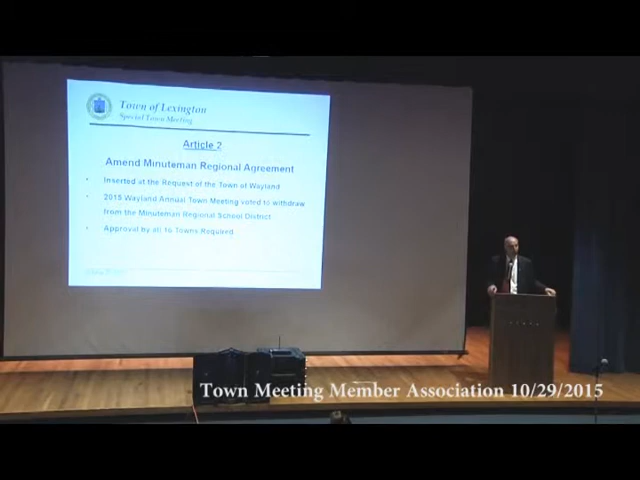 Town of Lexington
Special Town Meeting
Article 2
Amend Minuteman Regional Agreement
Inserted at the Request of the Town of Wayland
2015 Wayland Annual Town Meeting voted to withdraw
from the Minuteman Regional School District
Approval by all 16 Towns Required
Town Meeting Member Association 10/29/2015